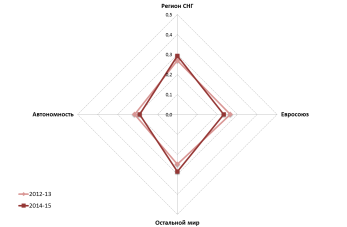 Регион СНГ
0,5
0,4
0,3
0,2
0,1
0,0
Автономность
Евросоюз
2012-13
2014-15
Остальной мир